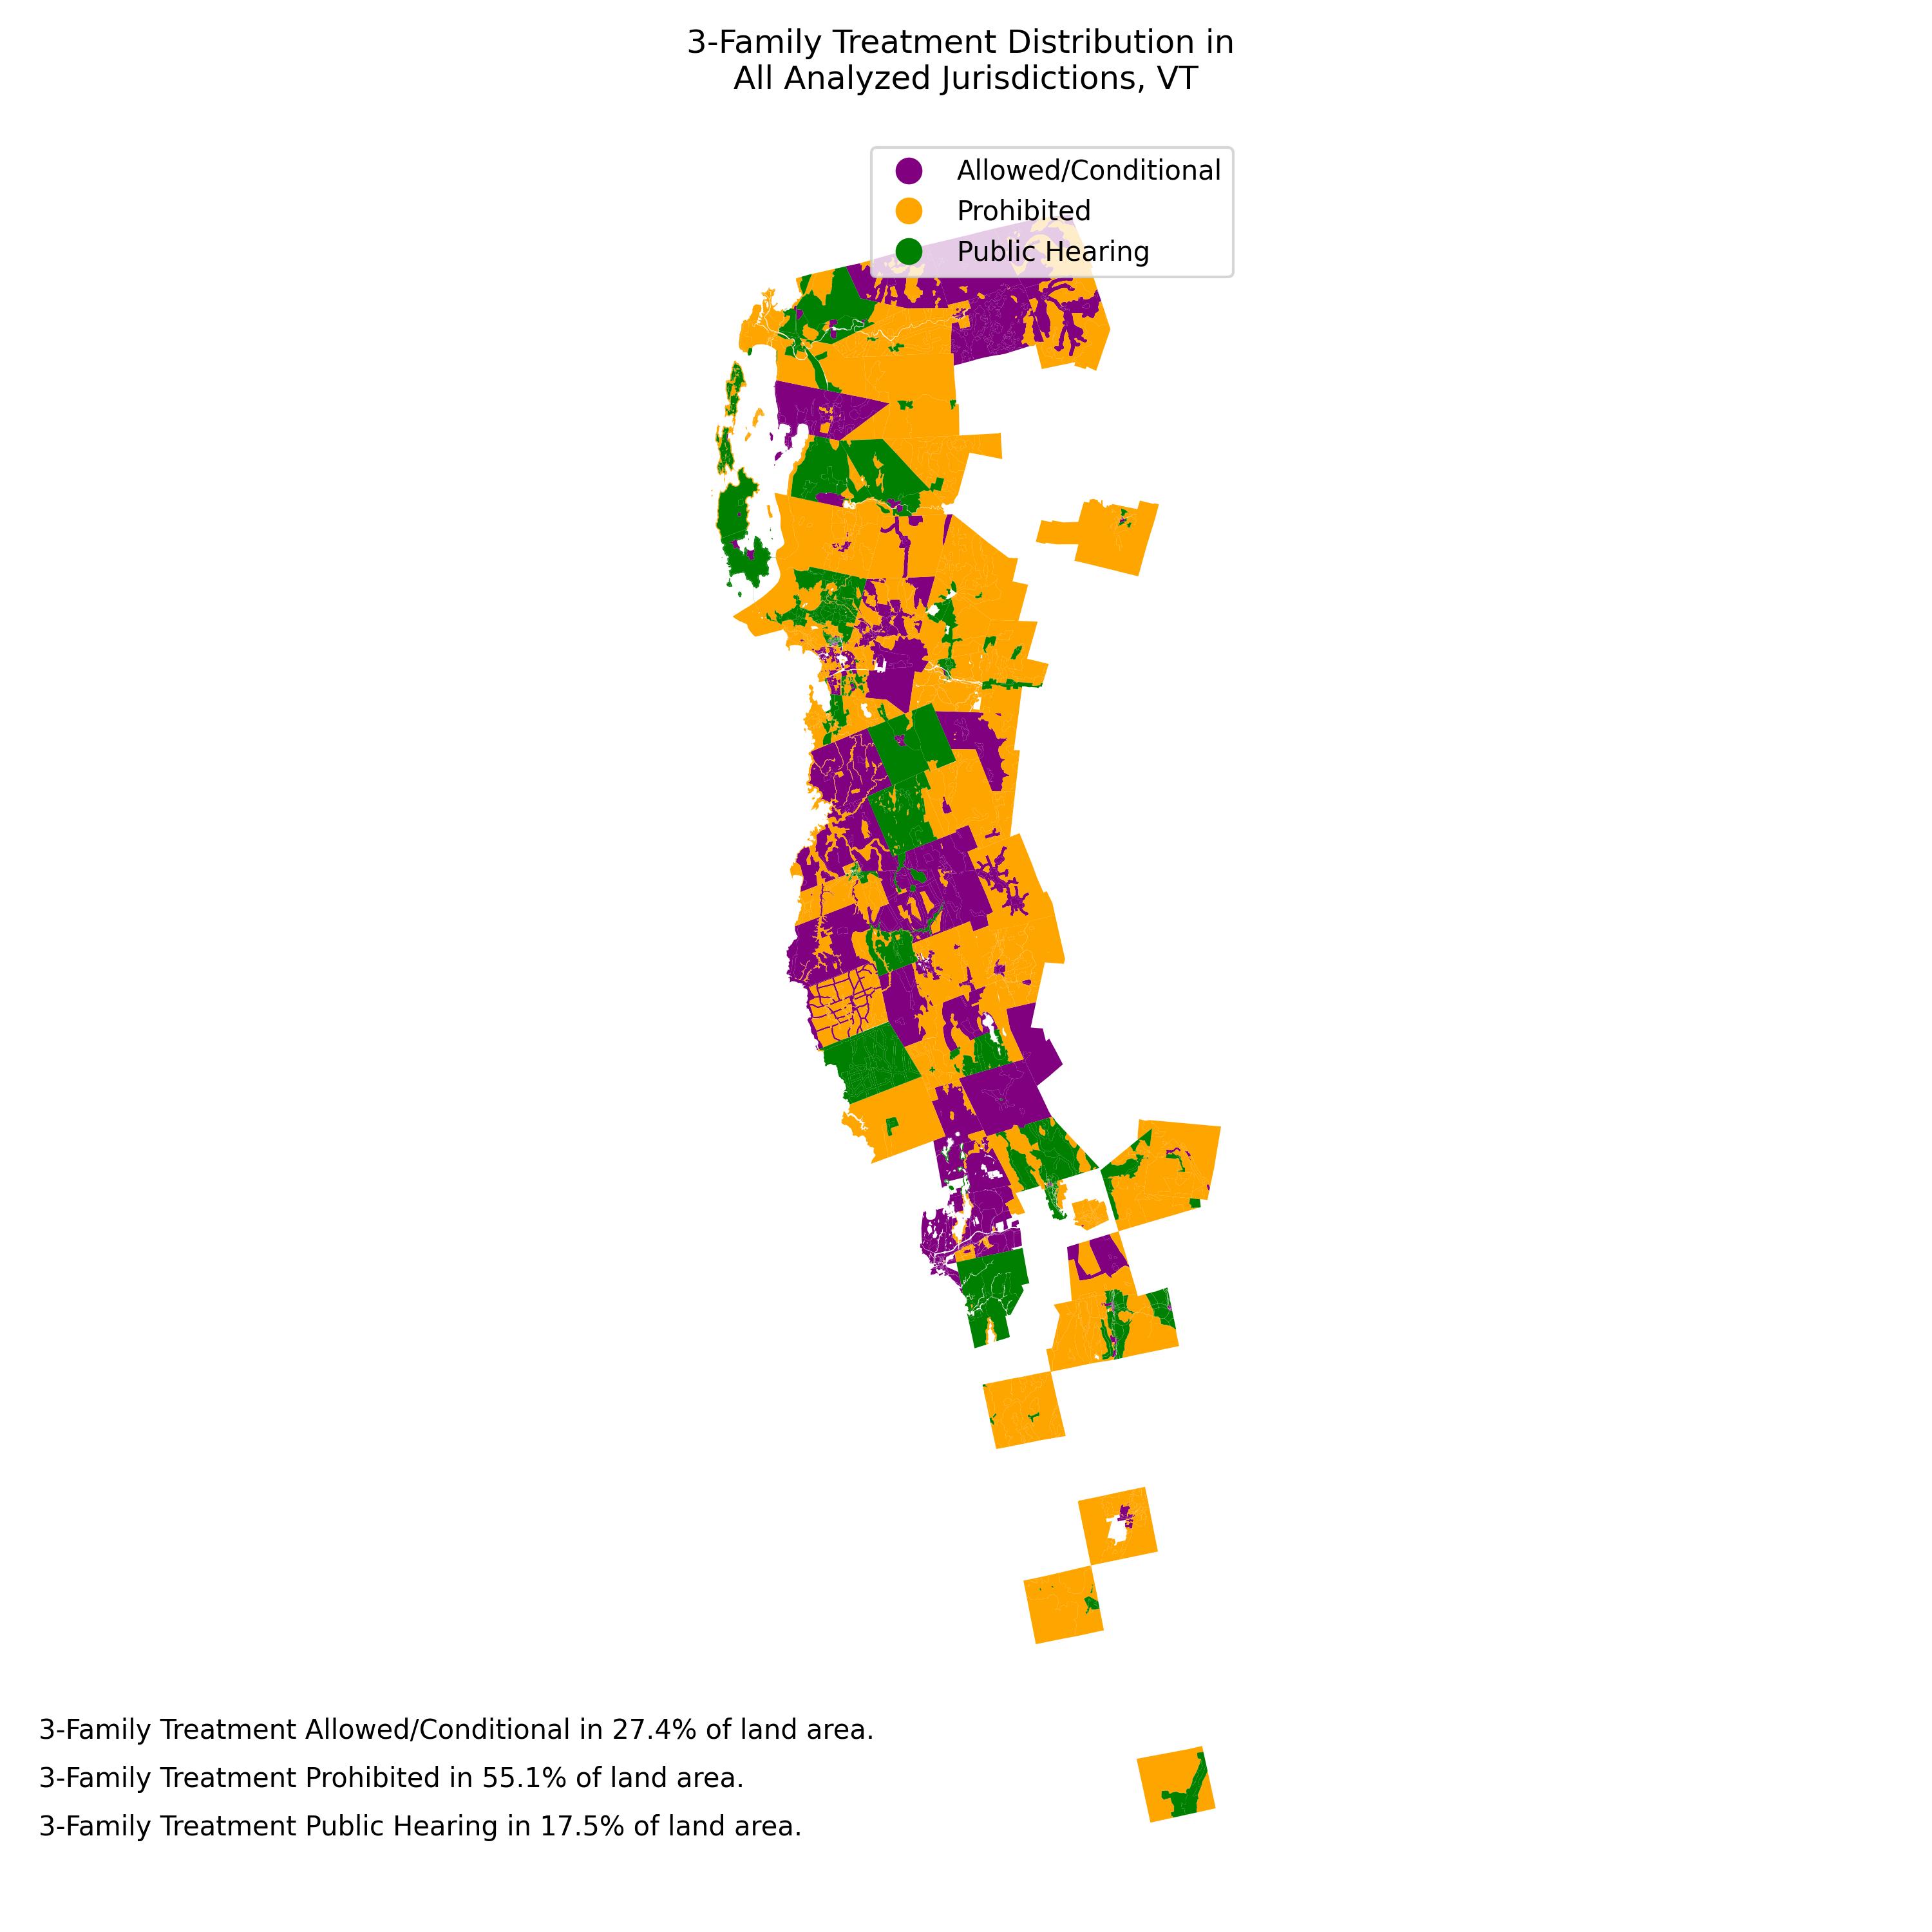 3-Family Treatment Distribution in
All Analyzed Jurisdictions, VT
Allowed/Conditional
Prohibited
Public Hearing
3-Family Treatment Allowed/Conditional in 27.4% of land area.
3-Family Treatment Prohibited in 55.1% of land area.
3-Family Treatment Public Hearing in 17.5% of land area.